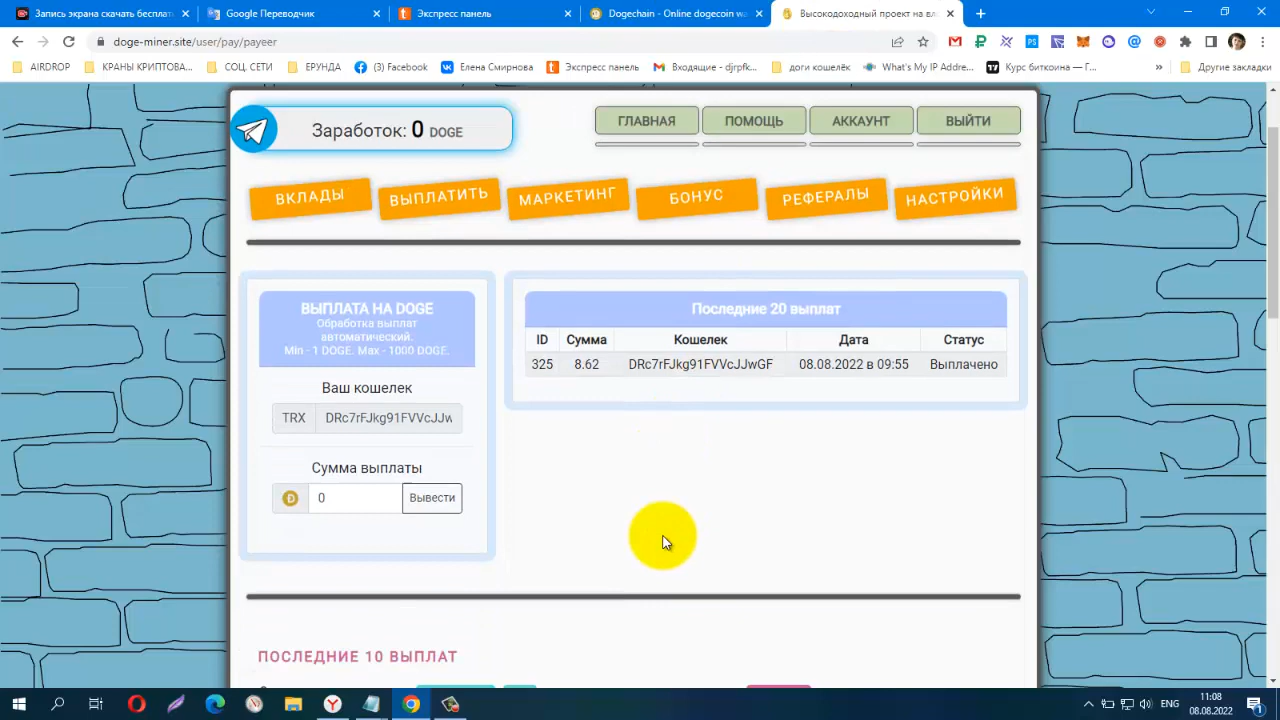 Запись экрана скачать бесплат
Google Переводчик
Экспресс панель
Dogechain - Online dogecoin wa
Высокодоходный проект на вл
doge-miner.site/user/pay/payeer
AIRDROP
КРАНЫ КРИПТОВА...
СОЦ. СЕТИ
ЕРУНДА
(3) Facebook
Елена Смирнова
Экспресс панель
Входящие - djrpfk...
доги кошелёк
What's My IP Addre...
Курс биткоина — Г...
»
Другие закладки
Заработок: 0 DOGE
ГЛАВНАЯ
ПОМОЩЬ
АККАУНТ
ВЫЙТИ
ВКЛАДЫ
ВЫПЛАТИТЬ
МАРКЕТИНГ
БОНУС
РЕФЕРАЛЫ
НАСТРОЙКИ
ВЫПЛАТА НА DOGE
Обработка выплат
автоматический.
Min - 1 DOGE. Max - 1000 DOGE.
Ваш кошелек
TRX DRc7rFJkg91FVVcJJw
Сумма выплаты
0 Вывести
Последние 20 выплат
ID Сумма Кошелек Дата Статус
325 8.62 DRc7rFJkg91FVVcJJwGF 08.08.2022 в 09:55 Выплачено
ПОСЛЕДНИЕ 10 ВЫПЛАТ
ENG
11:08
08.08.2022